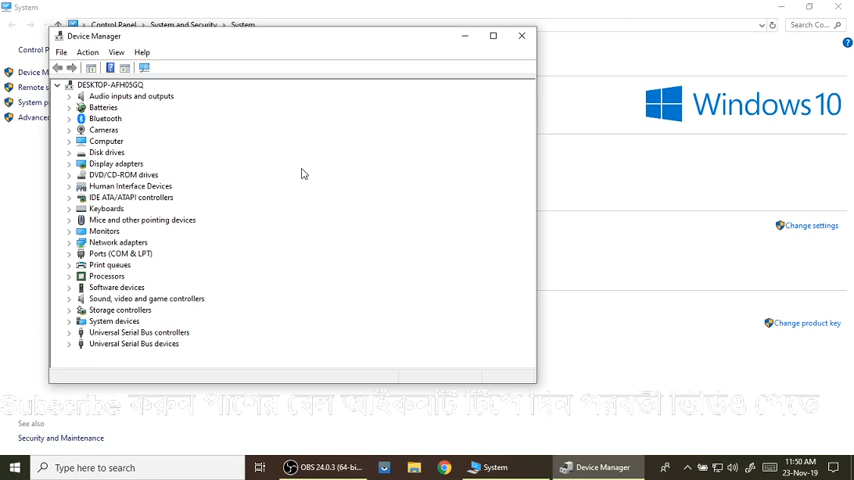 System
Control Panel
System and Security
System
Search Co...
Device Manager
File Action View Help
DESKTOP-AFH05GQ
Audio inputs and outputs
Batteries
Bluetooth
Cameras
Computer
Disk drives
Display adapters
DVD/CD-ROM drives
Human Interface Devices
IDE ATA/ATAPI controllers
Keyboards
Mice and other pointing devices
Monitors
Network adapters
Ports (COM & LPT)
Print queues
Processors
Software devices
Sound, video and game controllers
Storage controllers
System devices
Universal Serial Bus controllers
Universal Serial Bus devices
Control P
Device M
Remote s
System p
Advance
Windows 10
Change settings
Change product key
Subscribe করুন পাশের বেল আইকনটি টিপে দিন পরবর্তী ভিডিও পেতে
See also
Security and Maintenance
Type here to search
OBS 24.0.3 (64-bi...
System
Device Manager
11:50 AM
23-Nov-19